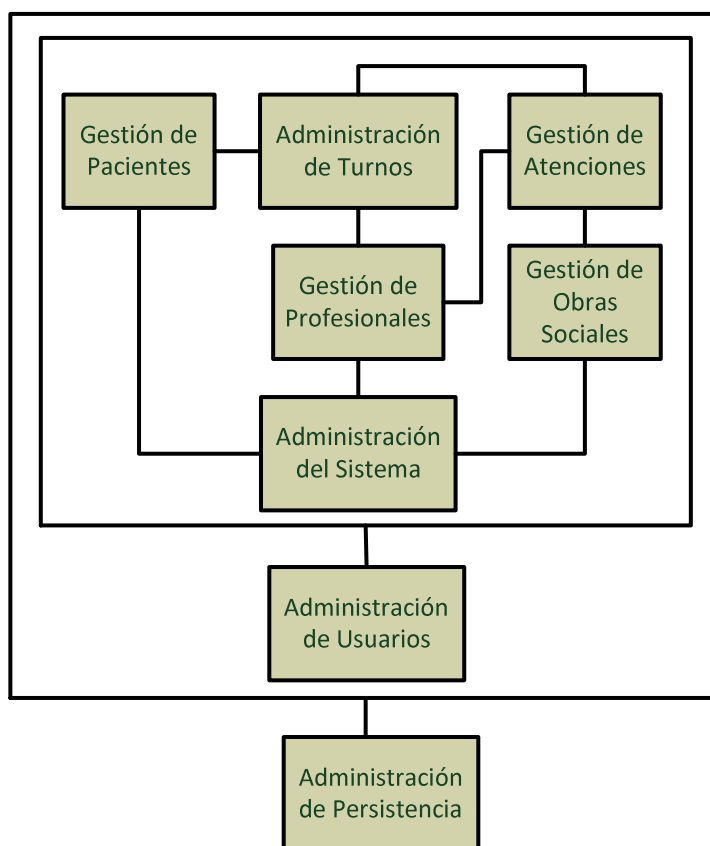 Gestión de
Pacientes
Administración
de Turnos
Gestión de
Atenciones
Gestión de
Profesionales
Gestión de
Obras
Sociales
Administración
del Sistema
Administración
de Usuarios
Administración
de Persistencia